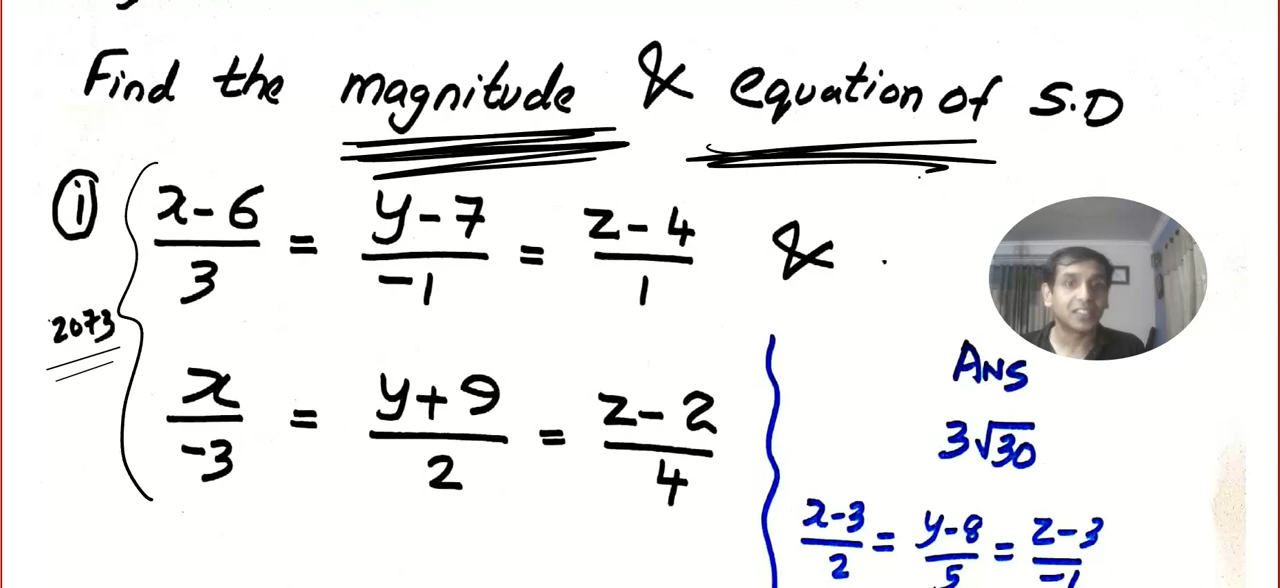 Find the magnitude & equation of S.D
(i) x-6/3 = y-7/-1 = z-4/1 &
2073
x/-3 = y+9/2 = z-2/4
Ans
3√30
x-3/2 = y-8/5 = z-3/-1